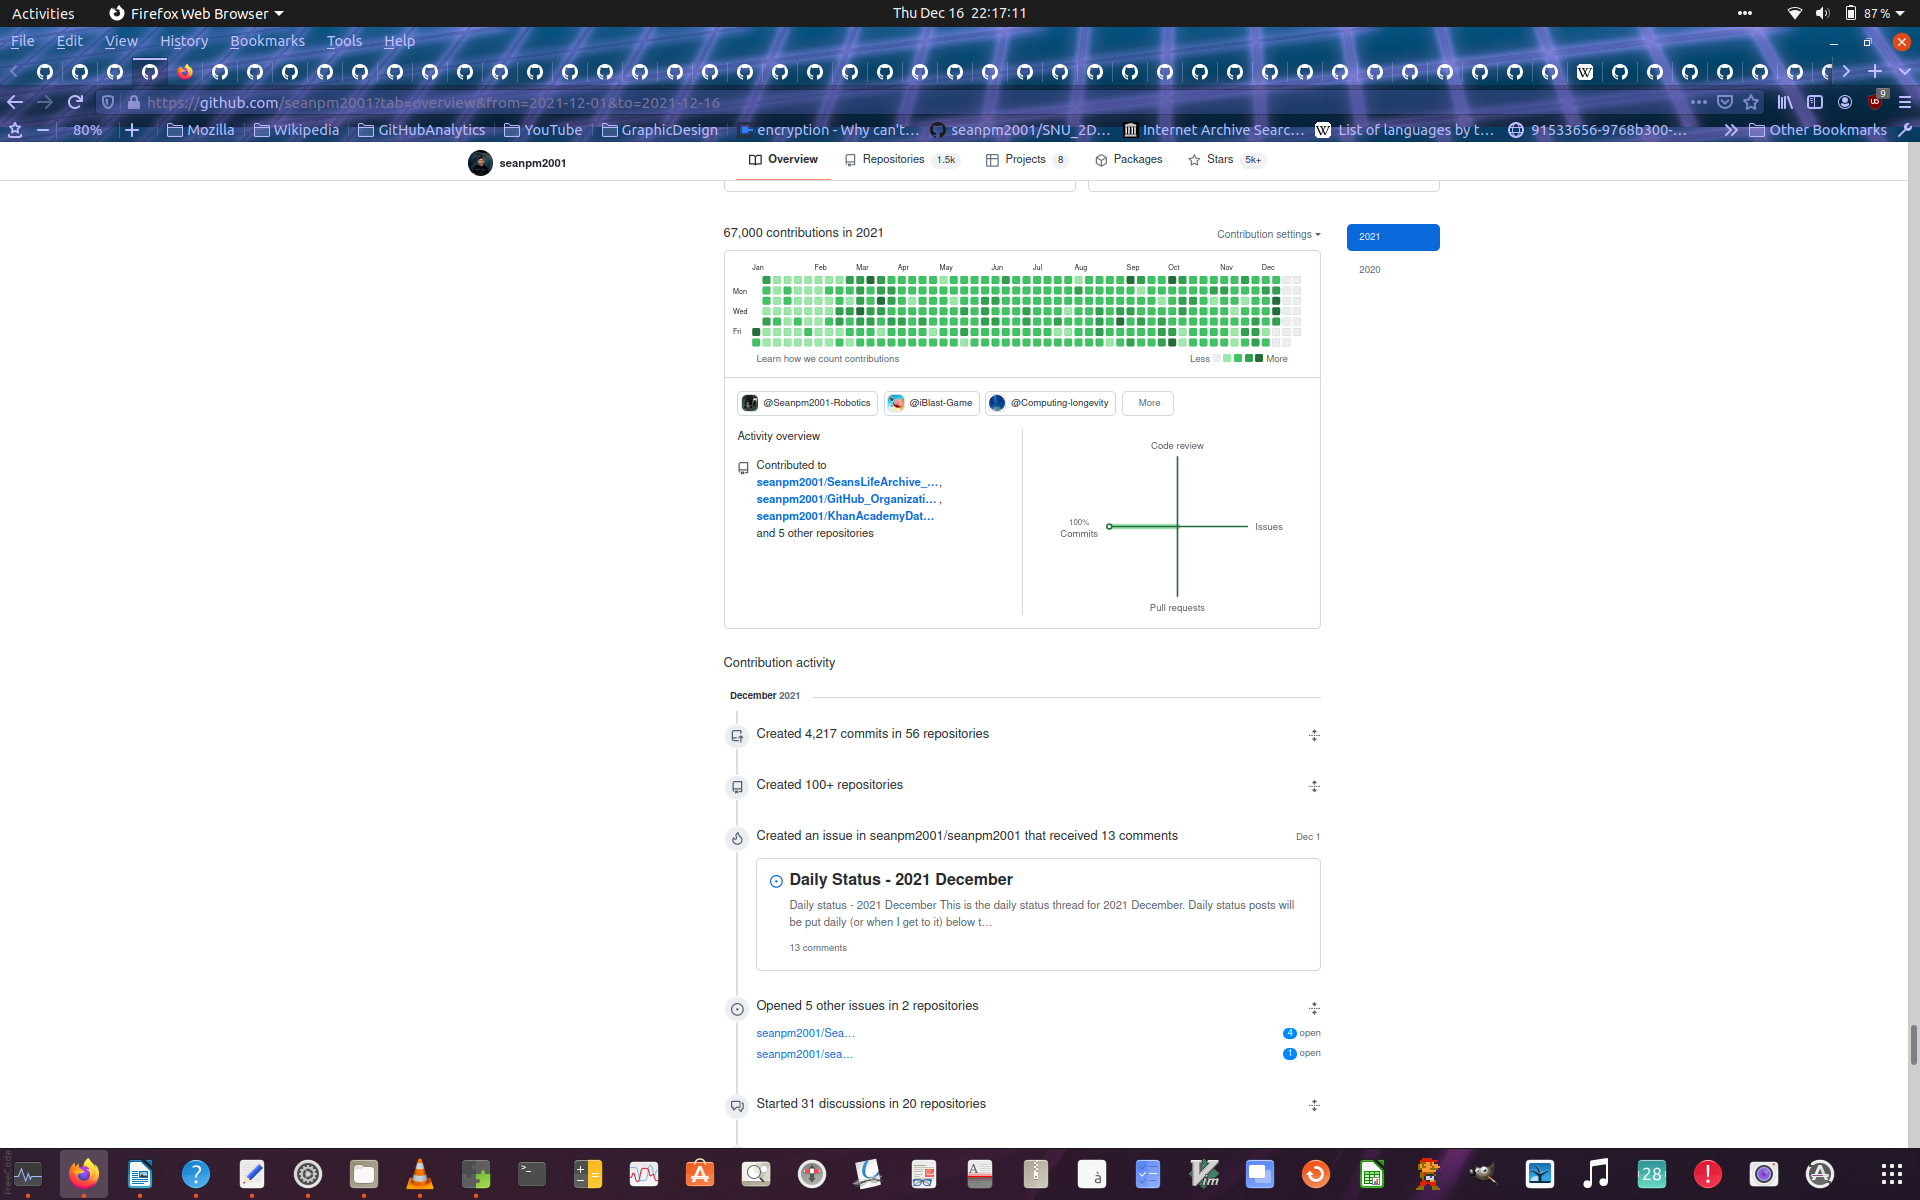 Activities
Firefox Web Browser
Thu Dec 16 22:17:11
87 %
File Edit View History Bookmarks Tools Help
https://github.com/seanpm2001?tab=overview&from=2021-12-01&to=2021-12-16
9
80%
Mozilla
Wikipedia
GitHubAnalytics
YouTube
GraphicDesign
encryption - Why can't…
seanpm2001/SNU_2D…
Internet Archive Searc…
List of languages by t…
91533656-9768b300-…
Other Bookmarks
seanpm2001
Overview
Repositories 1.5k
Projects 8
Packages
Stars 5k+
67,000 contributions in 2021
Contribution settings
2021
2020
Jan Feb Mar Apr May Jun Jul Aug Sep Oct Nov Dec
Mon
Wed
Fri
Learn how we count contributions
Less More
@Seanpm2001-Robotics
@iBlast-Game
@Computing-longevity
More
Activity overview
Contributed to
seanpm2001/SeansLifeArchive_…,
seanpm2001/GitHub_Organizati… ,
seanpm2001/KhanAcademyDat…
and 5 other repositories
Code review
100%
Commits
Issues
Pull requests
Contribution activity
December 2021
Created 4,217 commits in 56 repositories
Created 100+ repositories
Created an issue in seanpm2001/seanpm2001 that received 13 comments
Dec 1
Daily Status - 2021 December
Daily status - 2021 December This is the daily status thread for 2021 December. Daily status posts will
be put daily (or when I get to it) below t…
13 comments
Opened 5 other issues in 2 repositories
seanpm2001/Sea…
4 open
seanpm2001/sea…
1 open
Started 31 discussions in 20 repositories
FreeCode
28